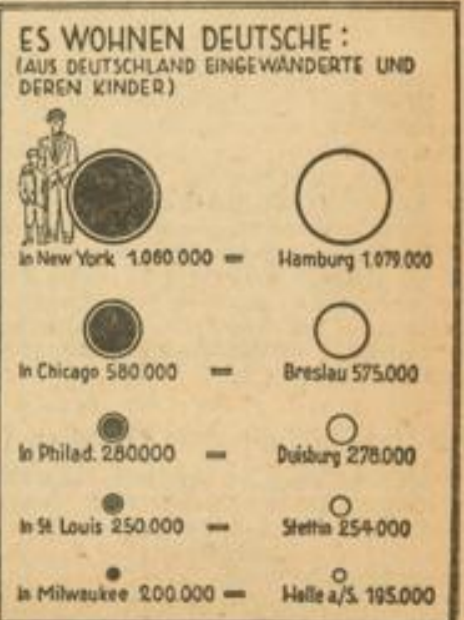 ES WOHNEN DEUTSCHE:
(AUS DEUTSCHLAND EINGEWANDERTE UND
DEREN KINDER)
In New York 1.060.000 = Hamburg 1.079.000
In Chicago 580.000 = Breslau 575.000
In Philad. 280000 = Duisburg 278.000
In St. Louis 250.000 = Stettin 254.000
In Milwaukee 200.000 = Halle a/S. 195.000